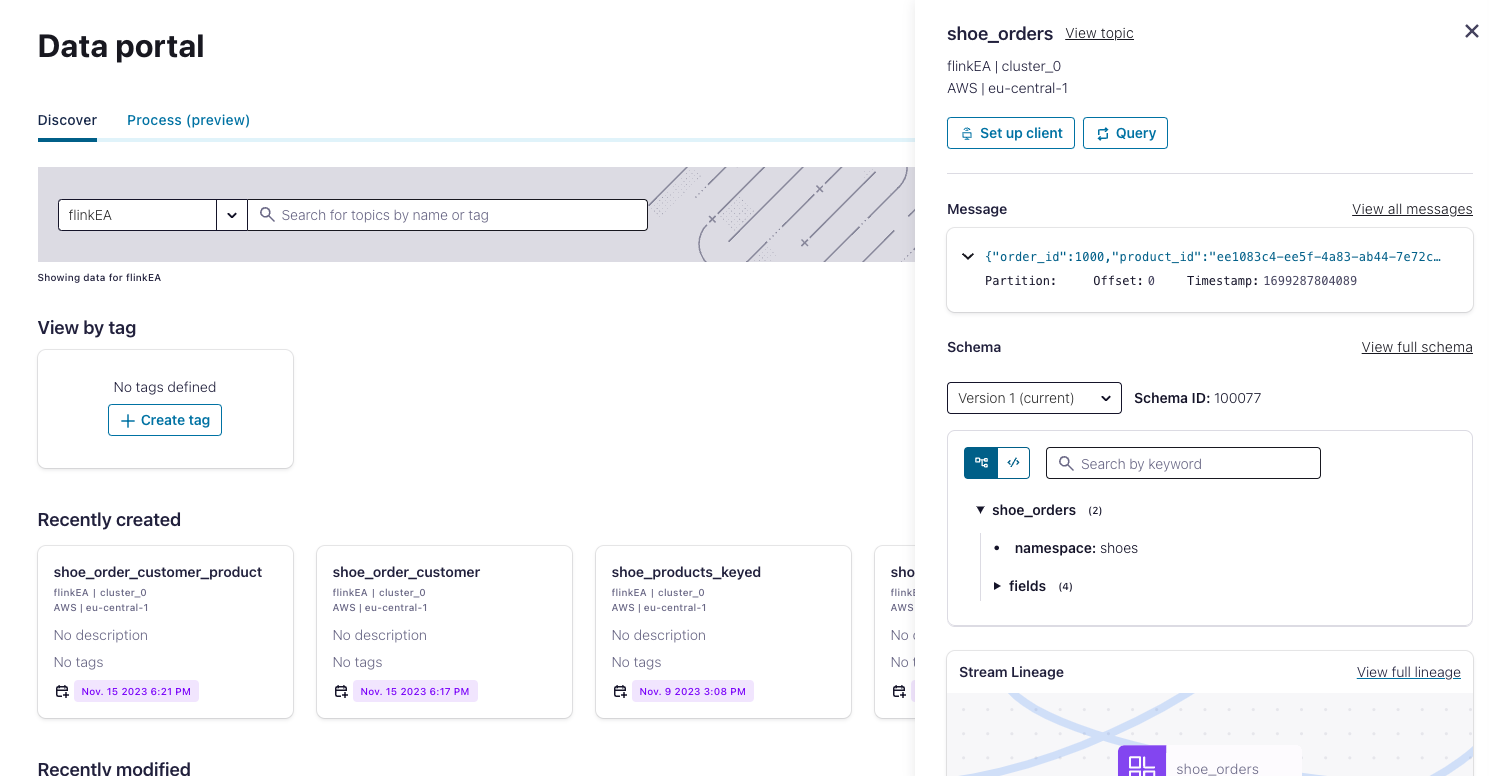 Data portal
Discover
Process (preview)
flinkEA
Search for topics by name or tag
Showing data for flinkEA
View by tag
No tags defined
Create tag
Recently created
shoe_order_customer_product
flinkEA | cluster_0
AWS | eu-central-1
No description
No tags
Nov. 15 2023 6:21 PM
shoe_order_customer
flinkEA | cluster_0
AWS | eu-central-1
No description
No tags
Nov. 15 2023 6:17 PM
shoe_products_keyed
flinkEA | cluster_0
AWS | eu-central-1
No description
No tags
Nov. 9 2023 3:08 PM
AWS
No
Recently modified
shoe_orders View topic
flinkEA | cluster_0
AWS | eu-central-1
Set up client
Query
Message
View all messages
{"order_id":1000,"product_id":"ee1083c4-ee5f-4a83-ab44-7e72c…
Partition: Offset: 0 Timestamp: 1699287804089
Schema
View full schema
Version 1 (current)
Schema ID: 100077
Search by keyword
shoe_orders (2)
namespace: shoes
fields (4)
Stream Lineage
View full lineage
shoe_orders